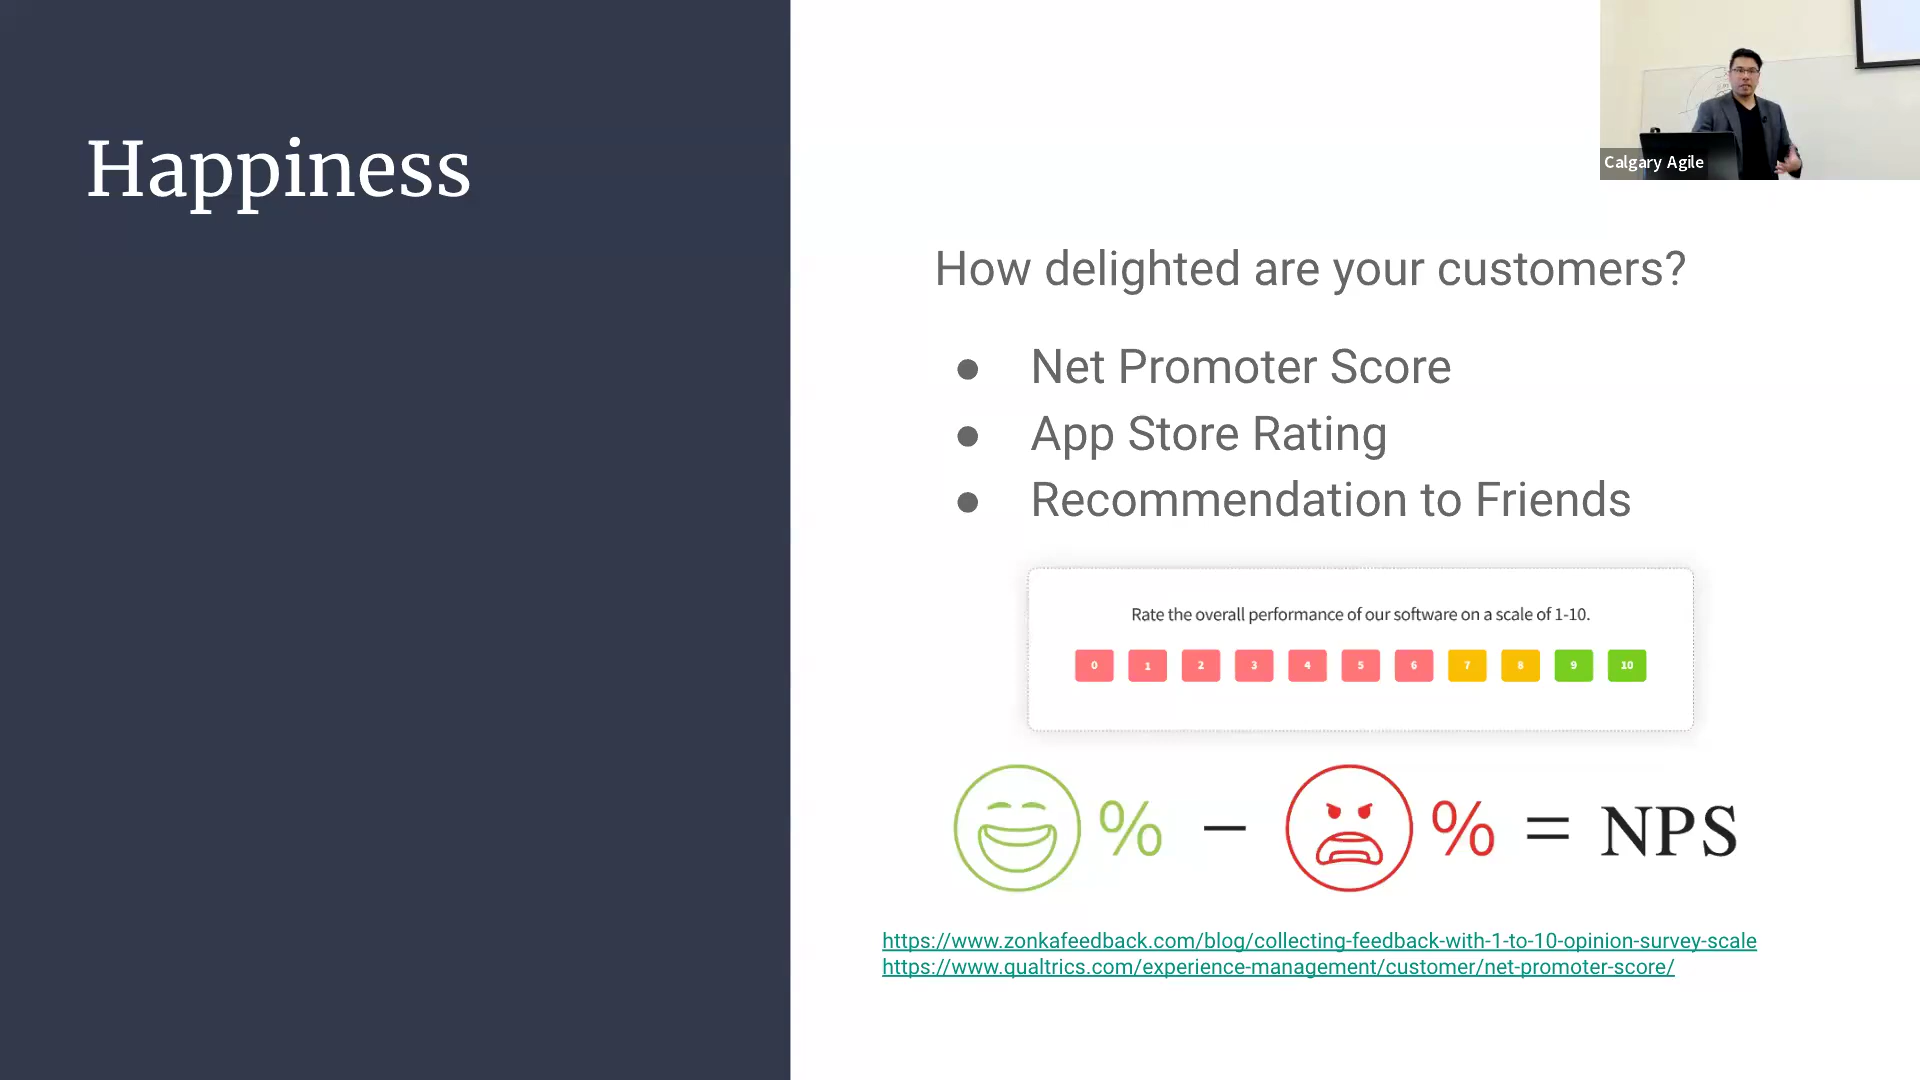 Happiness
Calgary Agile
How delighted are your customers?
● Net Promoter Score
● App Store Rating
● Recommendation to Friends
Rate the overall performance of our software on a scale of 1-10.
0 1 2 3 4 5 6 7 8 9 10
% − % = NPS
https://www.zonkafeedback.com/blog/collecting-feedback-with-1-to-10-opinion-survey-scale
https://www.qualtrics.com/experience-management/customer/net-promoter-score/